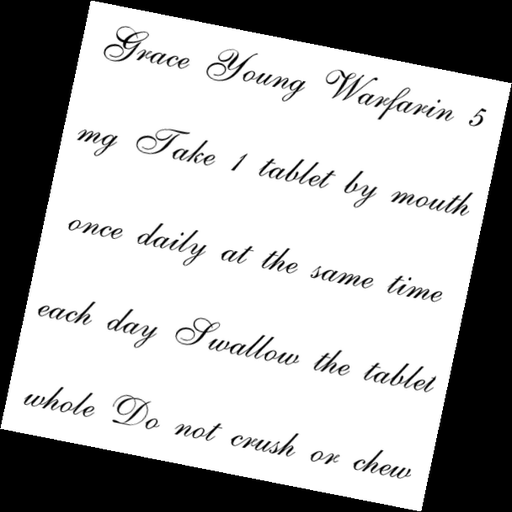 Grace Young Warfarin 5
mg Take 1 tablet by mouth
once daily at the same time
each day Swallow the tablet
whole Do not crush or chew